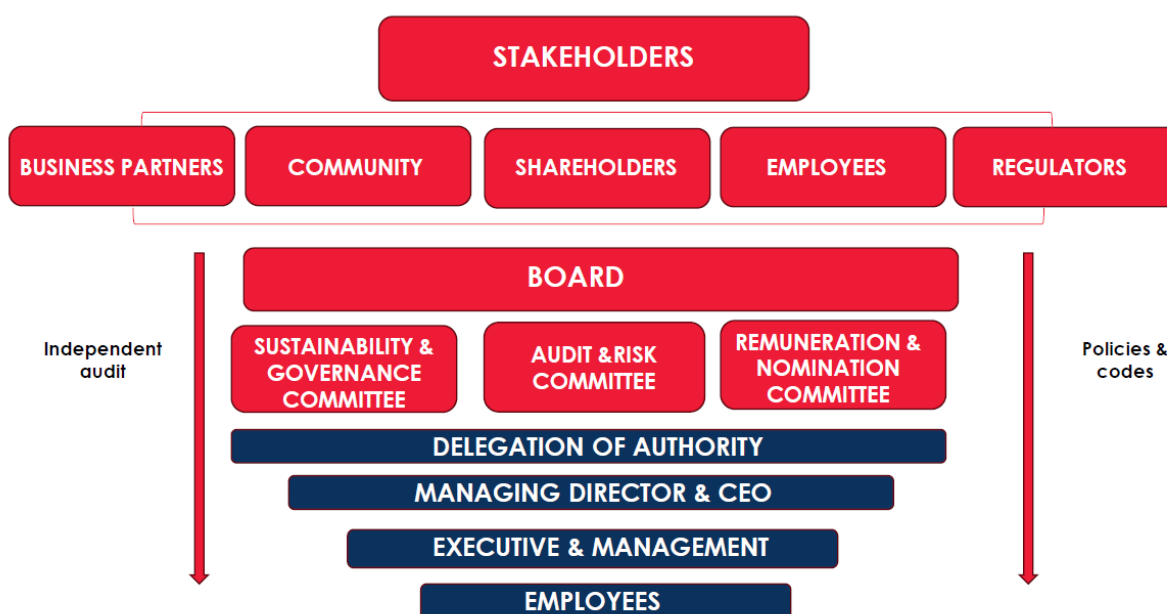 STAKEHOLDERS
BUSINESS PARTNERS
COMMUNITY
SHAREHOLDERS
EMPLOYEES
REGULATORS
BOARD
SUSTAINABILITY &
GOVERNANCE
COMMITTEE
AUDIT &RISK
COMMITTEE
REMUNERATION &
NOMINATION
COMMITTEE
Independent
audit
Policies &
codes
DELEGATION OF AUTHORITY
MANAGING DIRECTOR & CEO
EXECUTIVE & MANAGEMENT
EMPLOYEES